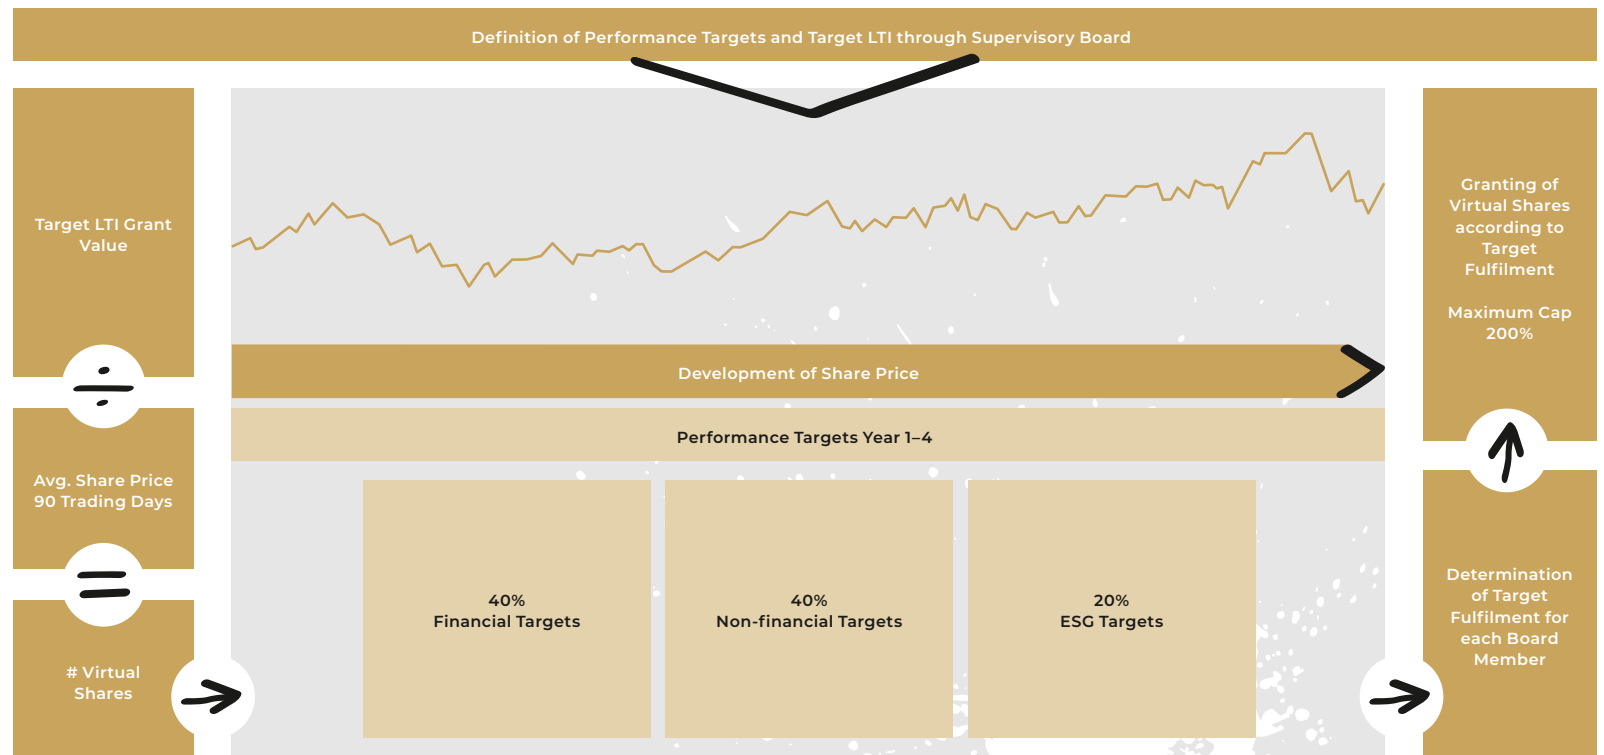 Definition of Performance Targets and Target LTI through Supervisory Board
Target LTI Grant
Value
Avg. Share Price
90 Trading Days
# Virtual
Shares
Development of Share Price
Performance Targets Year 1–4
40%
Financial Targets
40%
Non-financial Targets
20%
ESG Targets
Granting of
Virtual Shares
according to
Target
Fulfilment
Maximum Cap
200%
Determination
of Target
Fulfilment for
each Board
Member